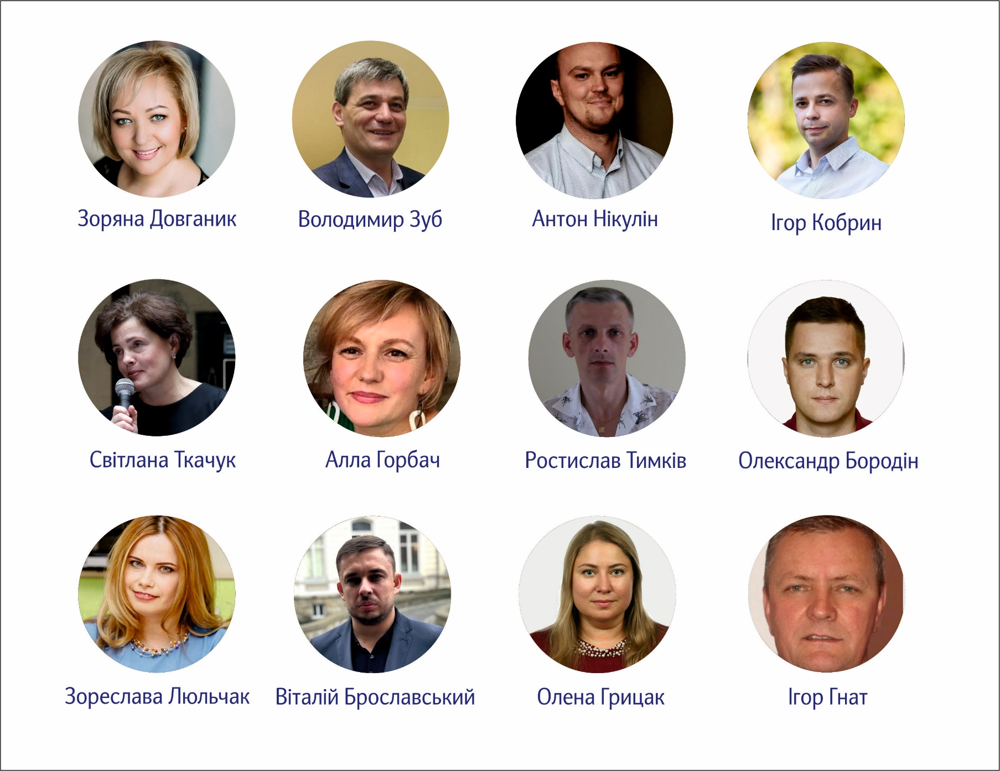 Зоряна Довганик
Володимир Зуб
Антон Нікулін
Ігор Кобрин
Світлана Ткачук
Алла Горбач
Ростислав Тимків
Олександр Бородін
Зореслава Люльчак
Віталій Брославський
Олена Грицак
Ігор Гнат